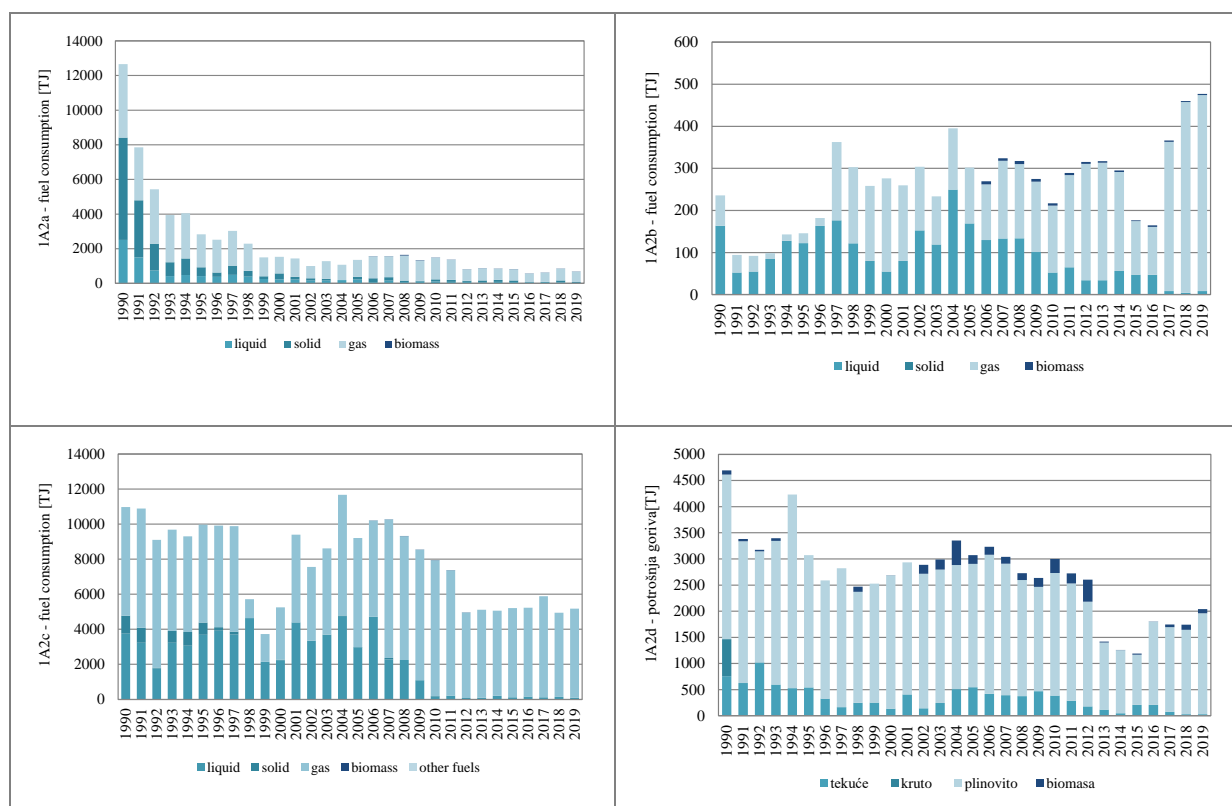 14000
12000
10000
8000
6000
4000
2000
0
1A2a - fuel consumption [TJ]
1990 1991 1992 1993 1994 1995 1996 1997 1998 1999 2000 2001 2002 2003 2004 2005 2006 2007 2008 2009 2010 2011 2012 2013 2014 2015 2016 2017 2018 2019
liquid solid gas biomass
600
500
400
300
200
100
0
1A2b - fuel consumption [TJ]
1990 1991 1992 1993 1994 1995 1996 1997 1998 1999 2000 2001 2002 2003 2004 2005 2006 2007 2008 2009 2010 2011 2012 2013 2014 2015 2016 2017 2018 2019
liquid solid gas biomass
14000
12000
10000
8000
6000
4000
2000
0
1A2c - fuel consumption [TJ]
1990 1991 1992 1993 1994 1995 1996 1997 1998 1999 2000 2001 2002 2003 2004 2005 2006 2007 2008 2009 2010 2011 2012 2013 2014 2015 2016 2017 2018 2019
liquid solid gas biomass other fuels
5000
4500
4000
3500
3000
2500
2000
1500
1000
500
0
1A2d - potrošnja goriva[TJ]
1990 1991 1992 1993 1994 1995 1996 1997 1998 1999 2000 2001 2002 2003 2004 2005 2006 2007 2008 2009 2010 2011 2012 2013 2014 2015 2016 2017 2018 2019
tekuće kruto plinovito biomasa